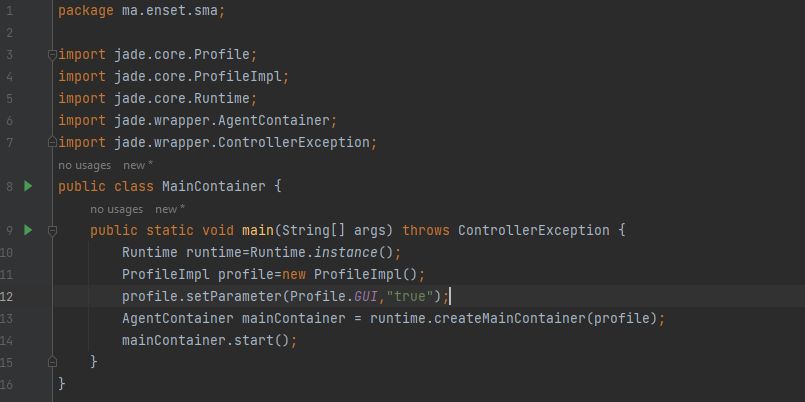 1 package ma.enset.sma;
2
3 import jade.core.Profile;
4 import jade.core.ProfileImpl;
5 import jade.core.Runtime;
6 import jade.wrapper.AgentContainer;
7 import jade.wrapper.ControllerException;
no usages new *
8 public class MainContainer {
no usages new *
9 public static void main(String[] args) throws ControllerException {
10 Runtime runtime=Runtime.instance();
11 ProfileImpl profile=new ProfileImpl();
12 profile.setParameter(Profile.GUI,"true");
13 AgentContainer mainContainer = runtime.createMainContainer(profile);
14 mainContainer.start();
15 }
16 }